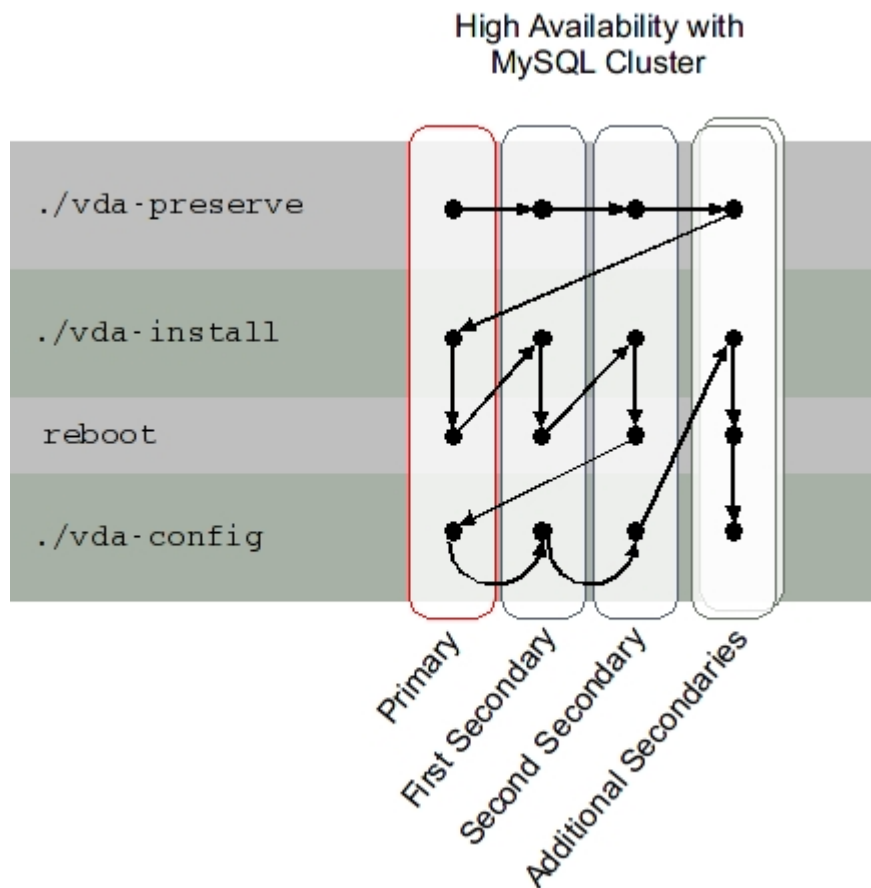 High Availability with
MySQL Cluster
./vda-preserve
./vda-install
reboot
./vda-config
Primary
First Secondary
Second Secondary
Additional Secondaries